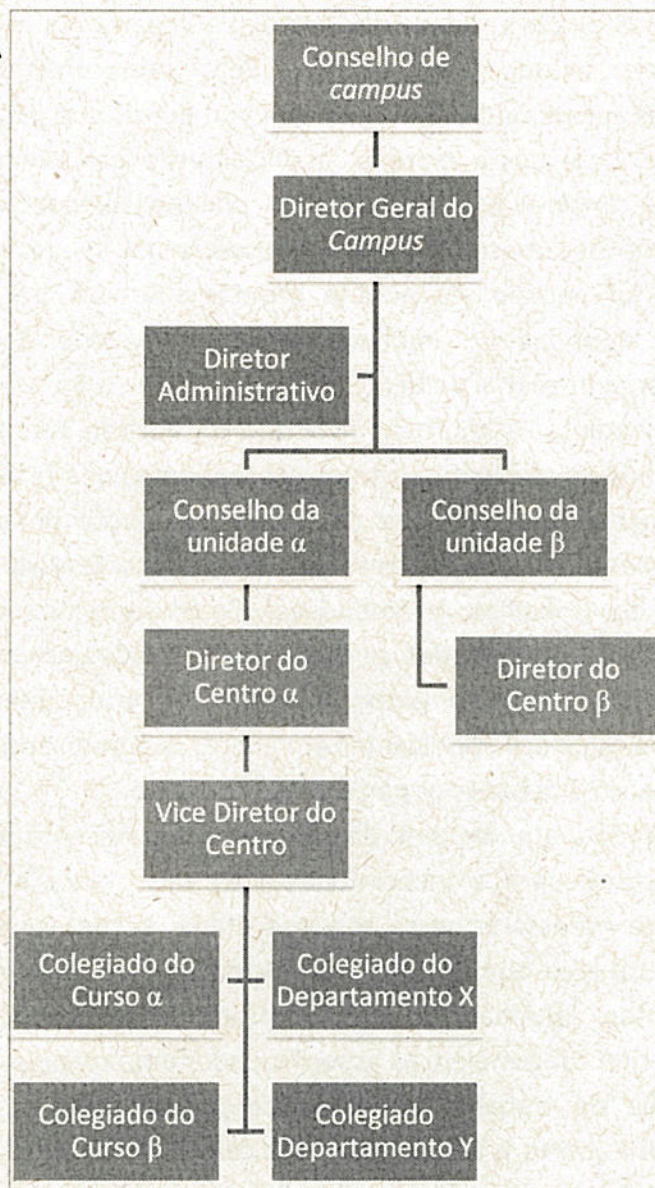 Conselho de
campus
Diretor Geral do
Campus
Diretor
Administrativo
Conselho da
unidade α
Conselho da
unidade β
Diretor do
Centro α
Diretor do
Centro β
Vice Diretor do
Centro
Colegiado do
Curso α
Colegiado do
Departamento X
Colegiado do
Curso β
Colegiado
Departamento Y